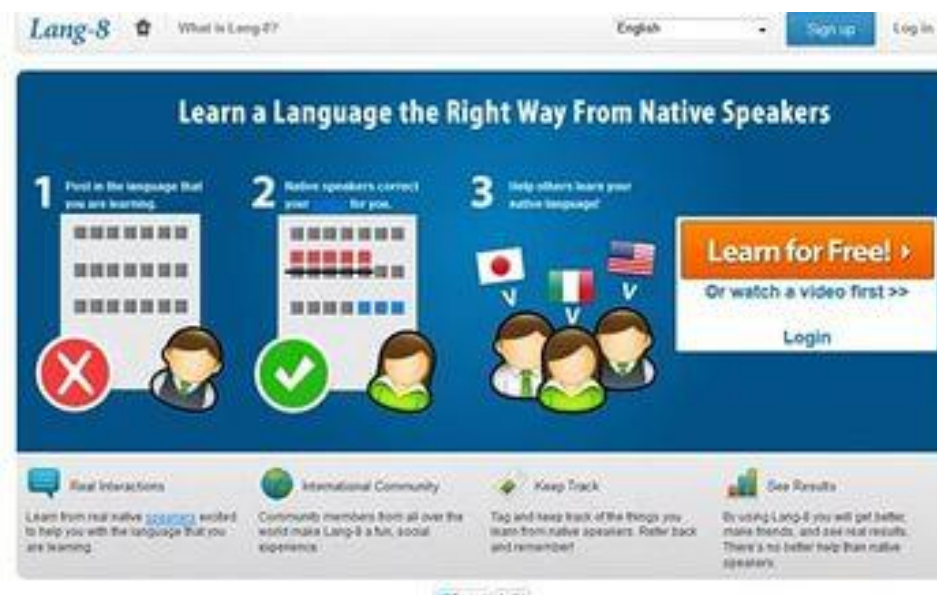 Lang-8
What is Lang-8?
English
Sign up
Log in
Learn a Language the Right Way From Native Speakers
1
Post in the language that
you are learning.
2
Native speakers correct
your for you.
3
Help others learn your
native language!
Learn for Free!
Or watch a video first >>
Login
Real Interactions
Learn from real native speakers excited
to help you with the language that you
are learning.
International Community
Community members from all over the
world make Lang-8 a fun, social
experience.
Keep Track
Tag and keep track of the things you
learn from native speakers. Refer back
and remember!
See Results
By using Lang-8 you will get better,
make friends, and see real results.
There's no better help than native
speakers.